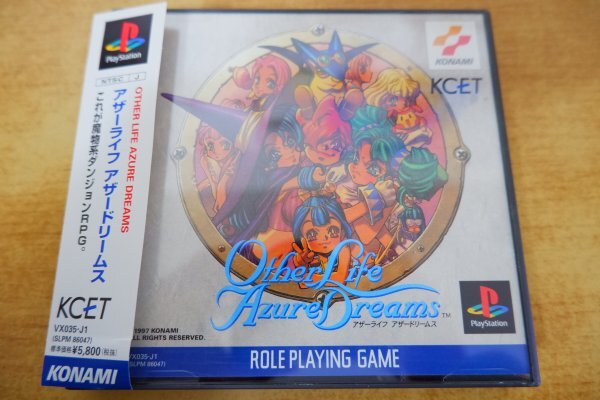 PlayStation
NTSC J
OTHER LIFE AZURE DREAMS
アザーライフ アザードリームス
これが魔物系ダンジョンRPG。
KCET
VX035-J1
(SLPM 86047)
標準価格¥5,800(税抜)
KONAMI
KONAMI
KCET
Other Life
Azure Dreams™
アザーライフ アザードリームス
1997 KONAMI
ALL RIGHTS RESERVED.
VX035-J1
(SLPM 86047)
PlayStation
ROLE PLAYING GAME